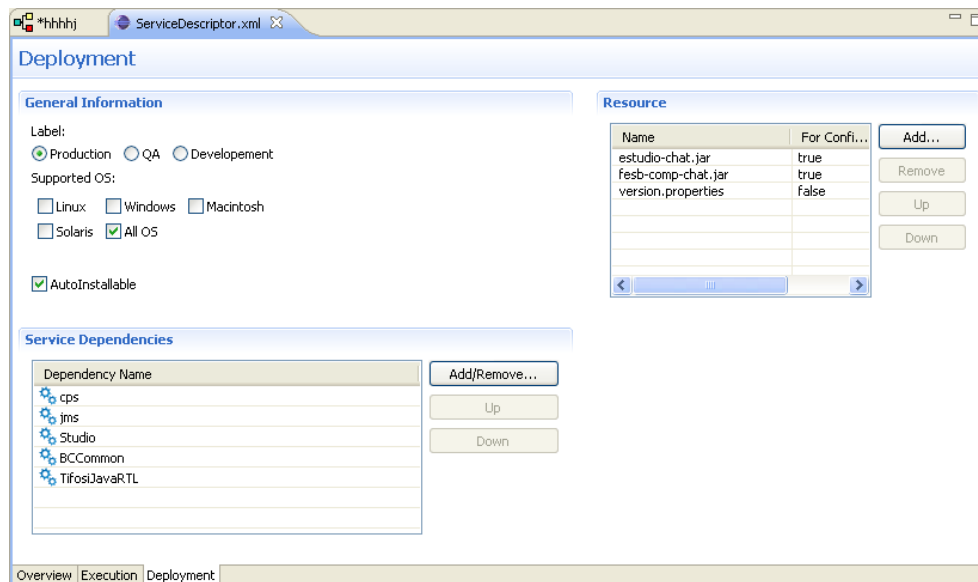 *hhhhj ServiceDescriptor.xml
Deployment
General Information
Label:
Production QA Developement
Supported OS:
Linux Windows Macintosh
Solaris All OS
AutoInstallable
Service Dependencies
Dependency Name
cps
jms
Studio
BCCommon
TifosiJavaRTL
Add/Remove...
Up
Down
Resource
Name For Confi...
estudio-chat.jar true
fesb-comp-chat.jar true
version.properties false
Add...
Remove
Up
Down
Overview Execution Deployment